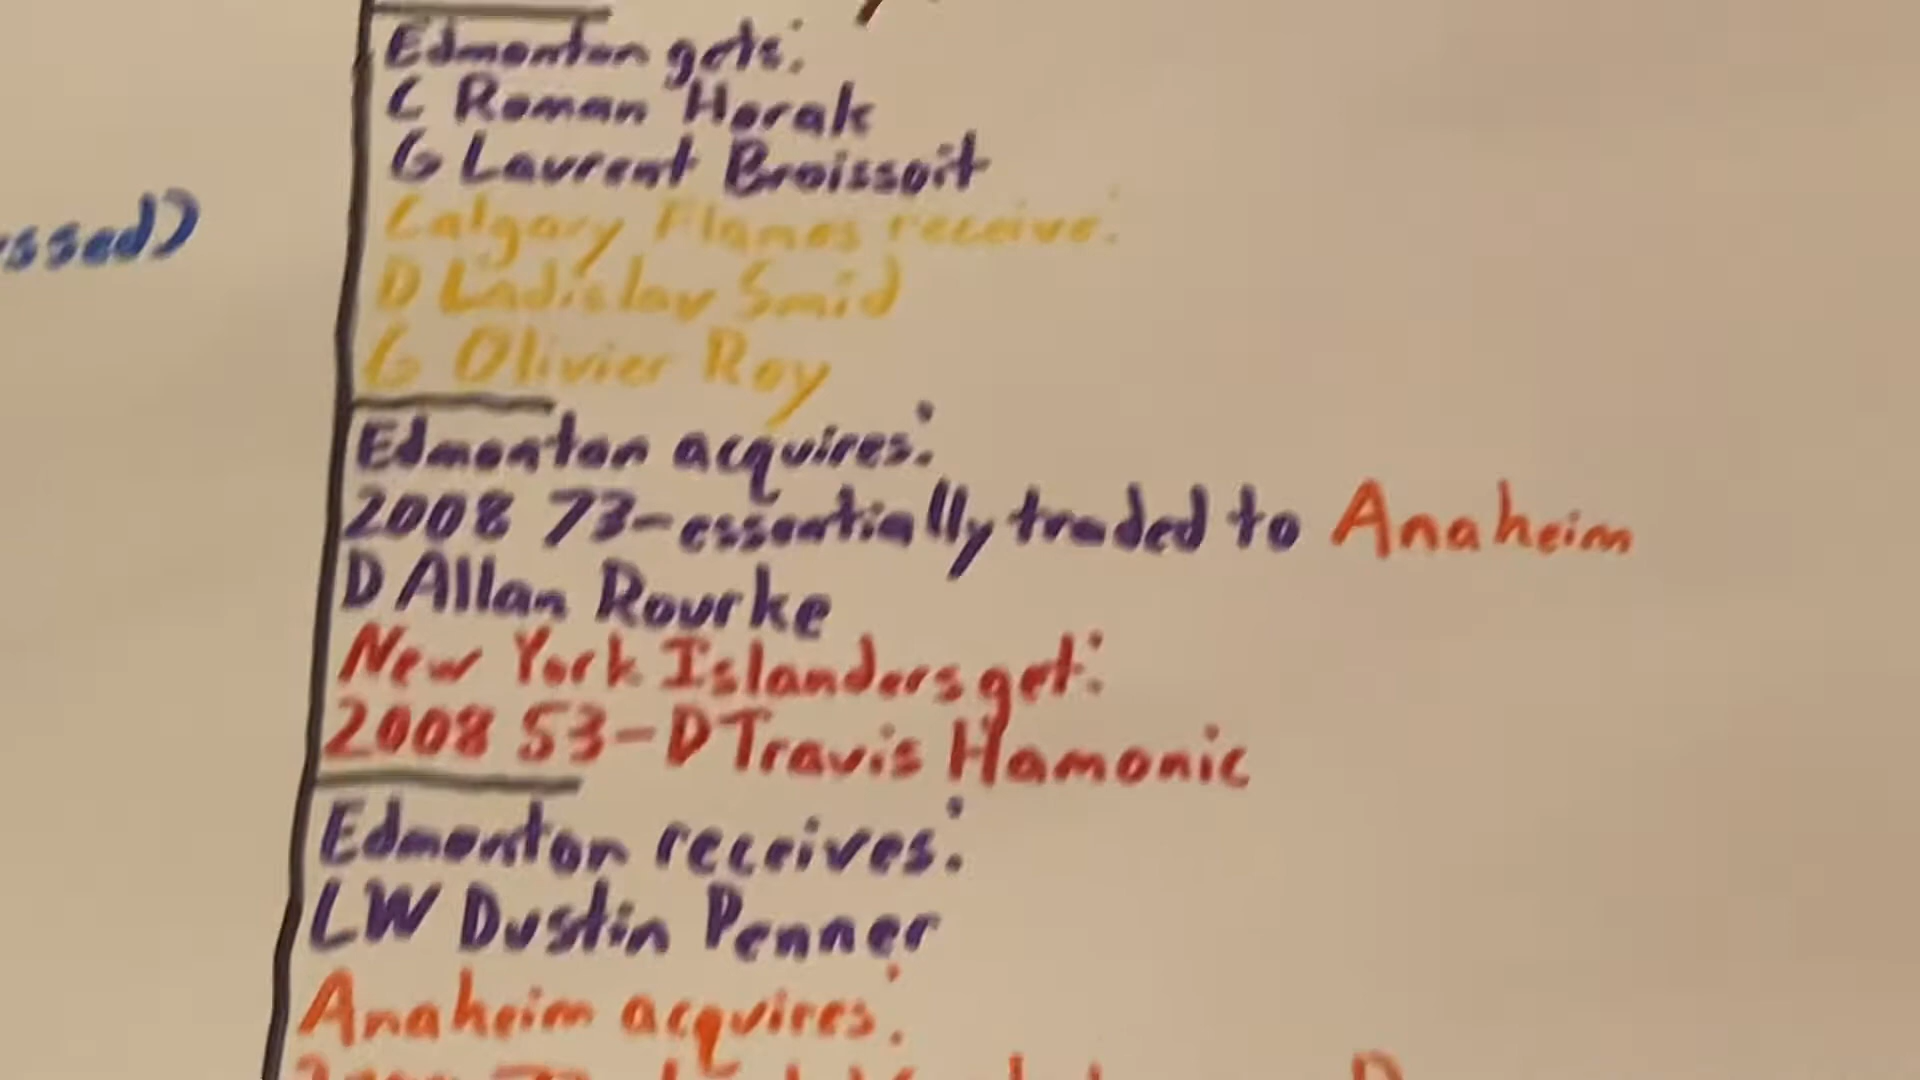 Edmonton gets:
C Roman Horak
G Laurent Broissoit
Calgary Flames receive:
D Ladislav Smid
G Olivier Roy
ssed)
Edmonton acquires:
2008 73-essentially traded to Anaheim
D Allan Rourke
New York Islanders get:
2008 53-D Travis Hamonic
Edmonton receives:
LW Dustin Penner
Anaheim acquires: